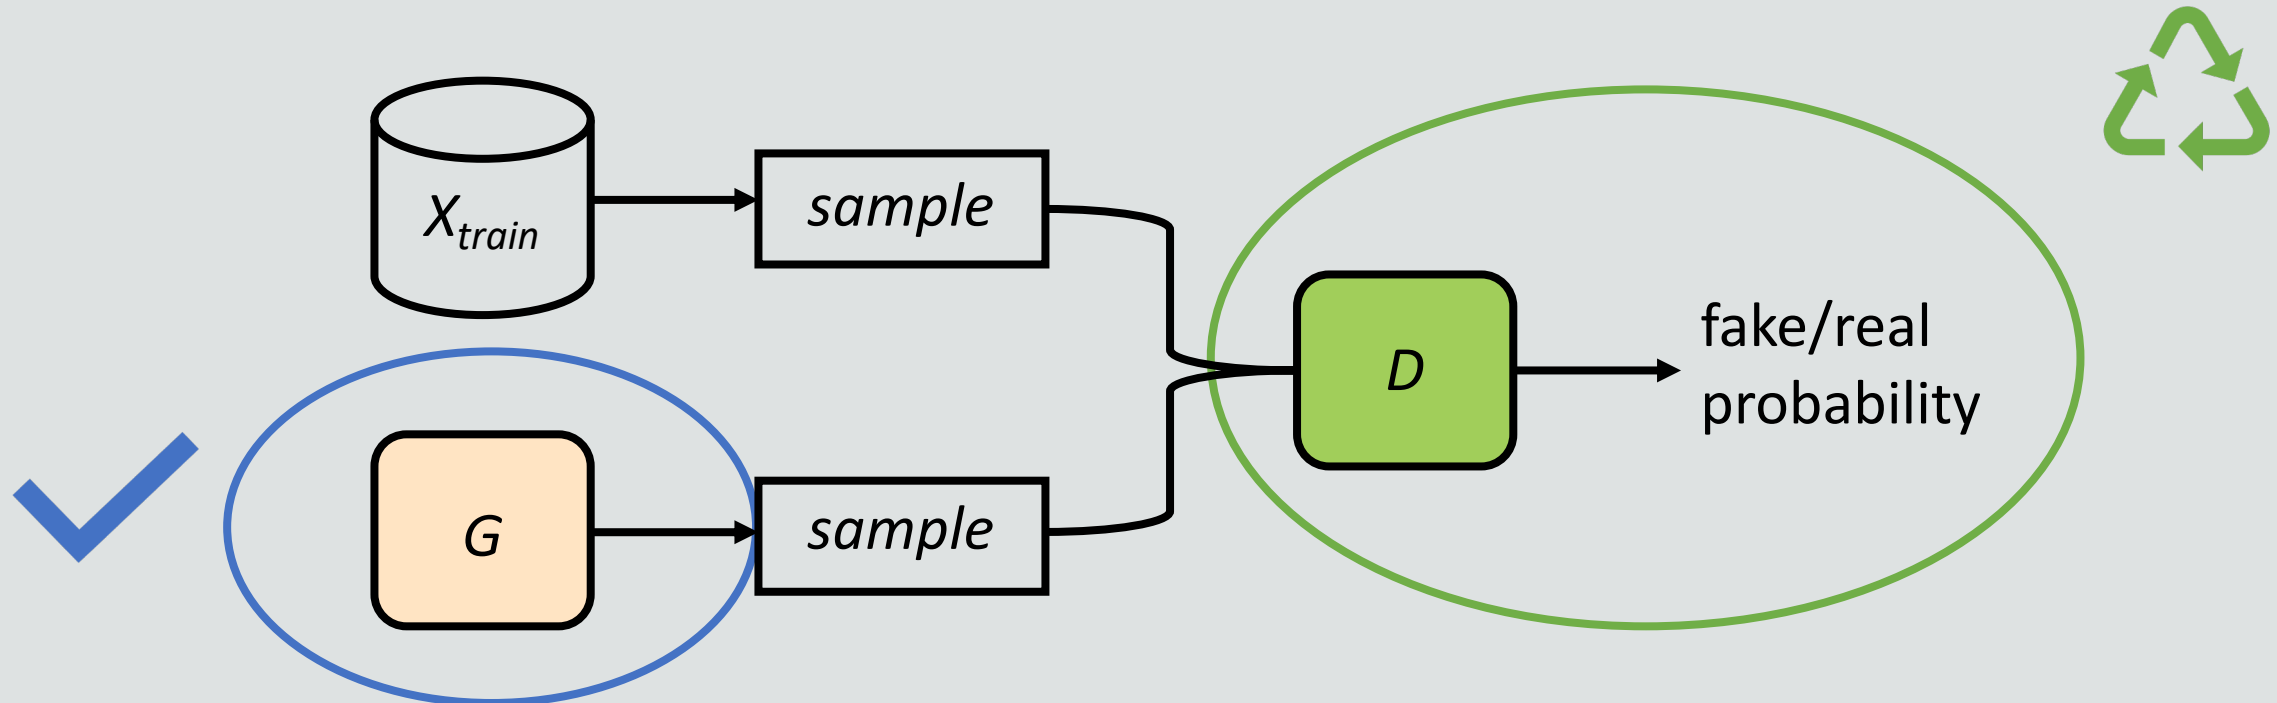 X_train
sample
fake/real
probability
D
G
sample